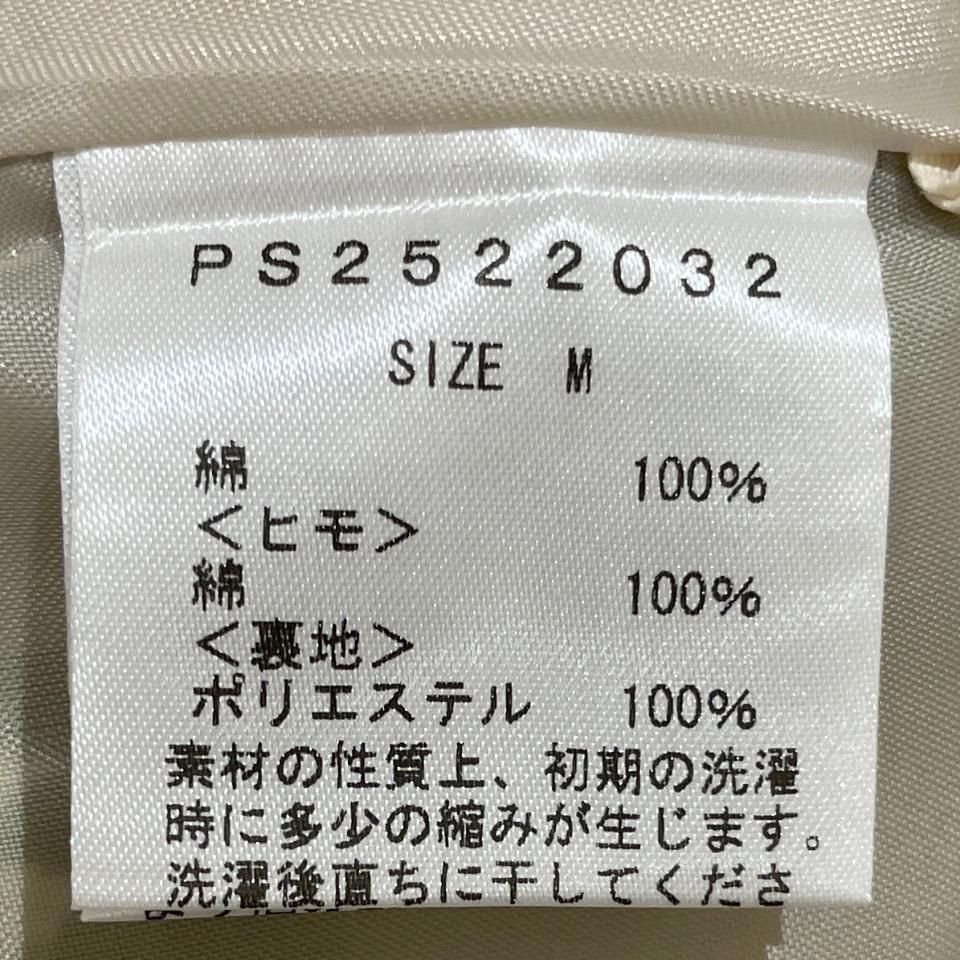 PS2522032
SIZE M
綿 100%
<ヒモ>
綿 100%
<裏地>
ポリエステル 100%
素材の性質上、初期の洗濯
時に多少の縮みが生じます。
洗濯後直ちに干してくださ